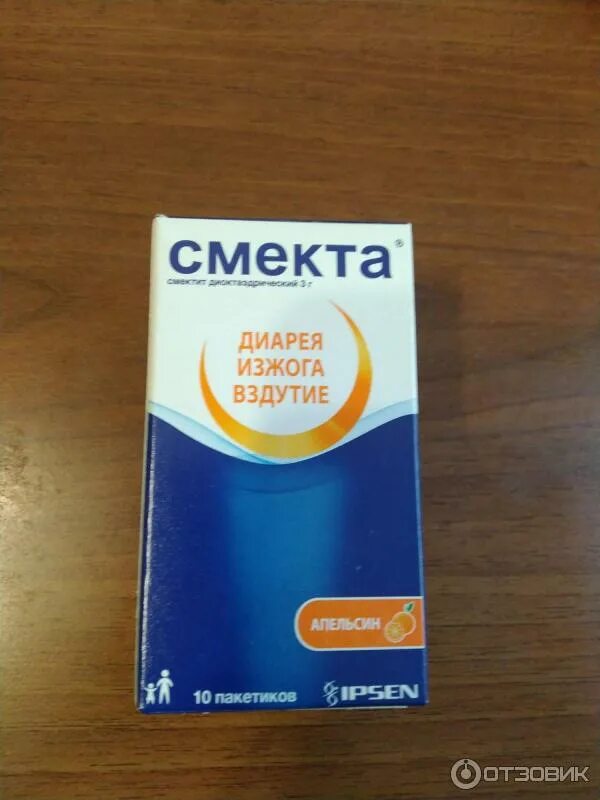 смекта®
смектит диоктаэдрический 3 г
ДИАРЕЯ
ИЗЖОГА
ВЗДУТИЕ
АПЕЛЬСИН
10 пакетиков IPSEN
ОТЗОВИК